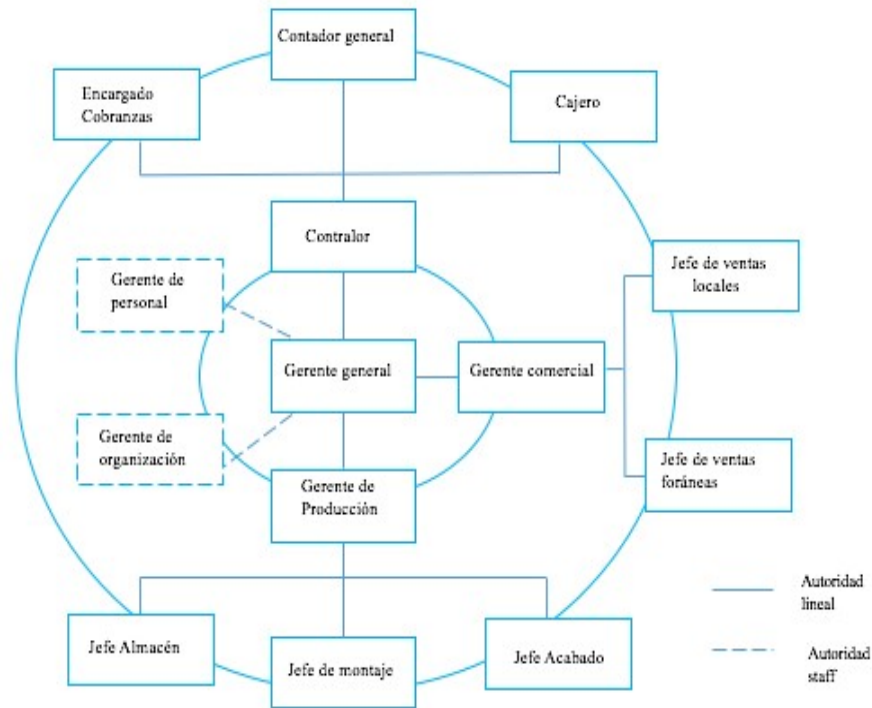 Contador general
Encargado
Cobranzas
Cajero
Contralor
Jefe de ventas
locales
Gerente de
personal
Gerente general
Gerente comercial
Gerente de
organización
Jefe de ventas
foráneas
Gerente de
Producción
Autoridad
lineal
Jefe Almacén
Jefe de montaje
Jefe Acabado
Autoridad
staff